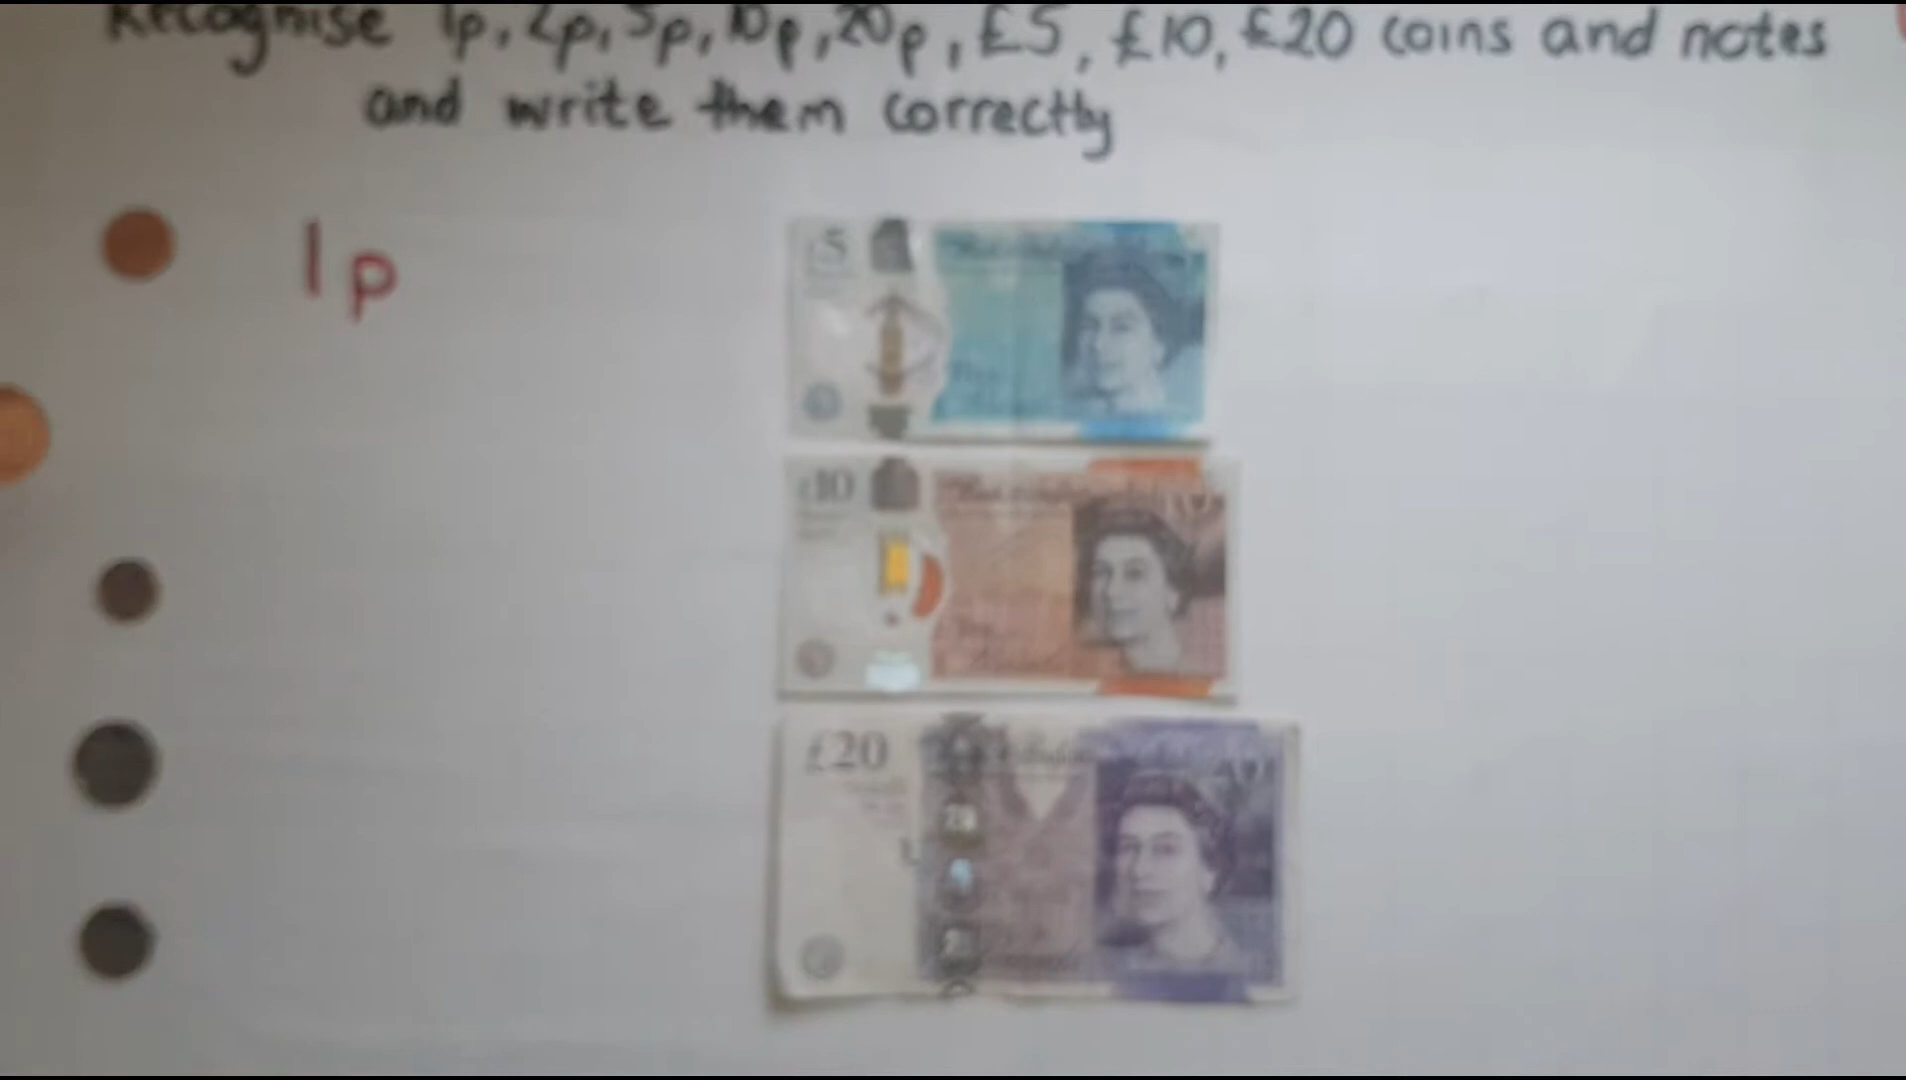 Recognise 1p, 2p, 5p, 10p, 20p, £5, £10, £20 coins and notes
and write them correctly
1p
£5
£10
£20